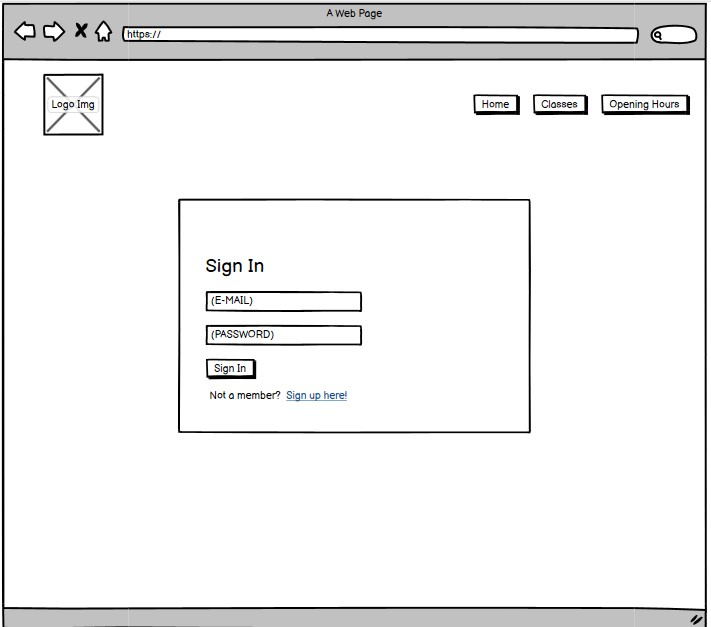 A Web Page
https://
Logo Img
Home Classes Opening Hours
Sign In
(E-MAIL)
(PASSWORD)
Sign In
Not a member? Sign up here!